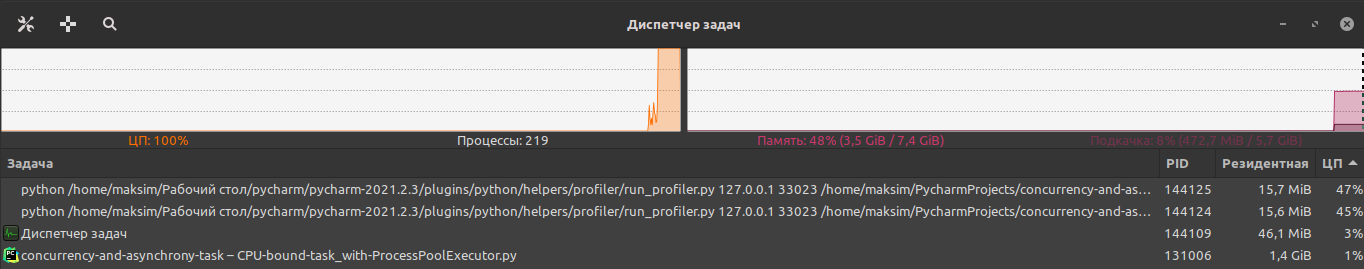 Диспетчер задач
ЦП: 100% Процессы: 219 Память: 48% (3,5 GiB / 7,4 GiB) Подкачка: 8% (472,7 MiB / 5,7 GiB)
Задача PID Резидентная ЦП
python /home/maksim/Рабочий стол/pycharm/pycharm-2021.2.3/plugins/python/helpers/profiler/run_profiler.py 127.0.0.1 33023 /home/maksim/PycharmProjects/concurrency-and-as... 144125 15,7 MiB 47%
python /home/maksim/Рабочий стол/pycharm/pycharm-2021.2.3/plugins/python/helpers/profiler/run_profiler.py 127.0.0.1 33023 /home/maksim/PycharmProjects/concurrency-and-as... 144124 15,6 MiB 45%
Диспетчер задач 144109 46,1 MiB 3%
PC concurrency-and-asynchrony-task – CPU-bound-task_with-ProcessPoolExecutor.py 131006 1,4 GiB 1%